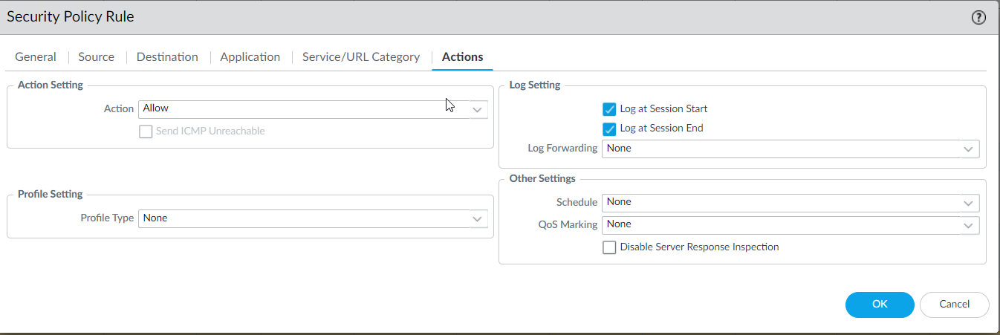 Security Policy Rule
?
General
Source
Destination
Application
Service/URL Category
Actions
Action Setting
Action
Allow
Send ICMP Unreachable
Profile Setting
Profile Type
None
Log Setting
Log at Session Start
Log at Session End
Log Forwarding
None
Other Settings
Schedule
None
QoS Marking
None
Disable Server Response Inspection
OK
Cancel